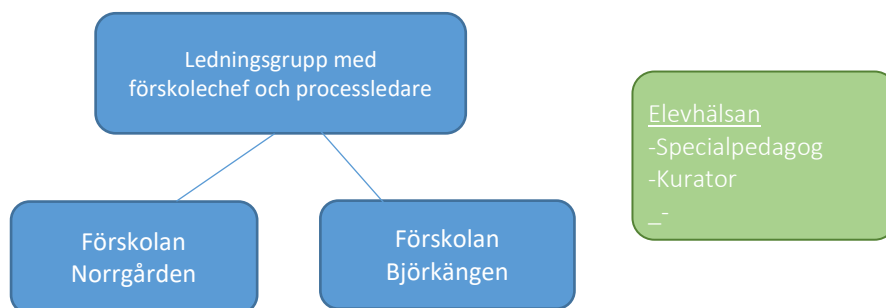 Ledningsgrupp med
förskolechef och processledare
Elevhälsan
-Specialpedagog
-Kurator
_-
Förskolan
Norrgården
Förskolan
Björkängen